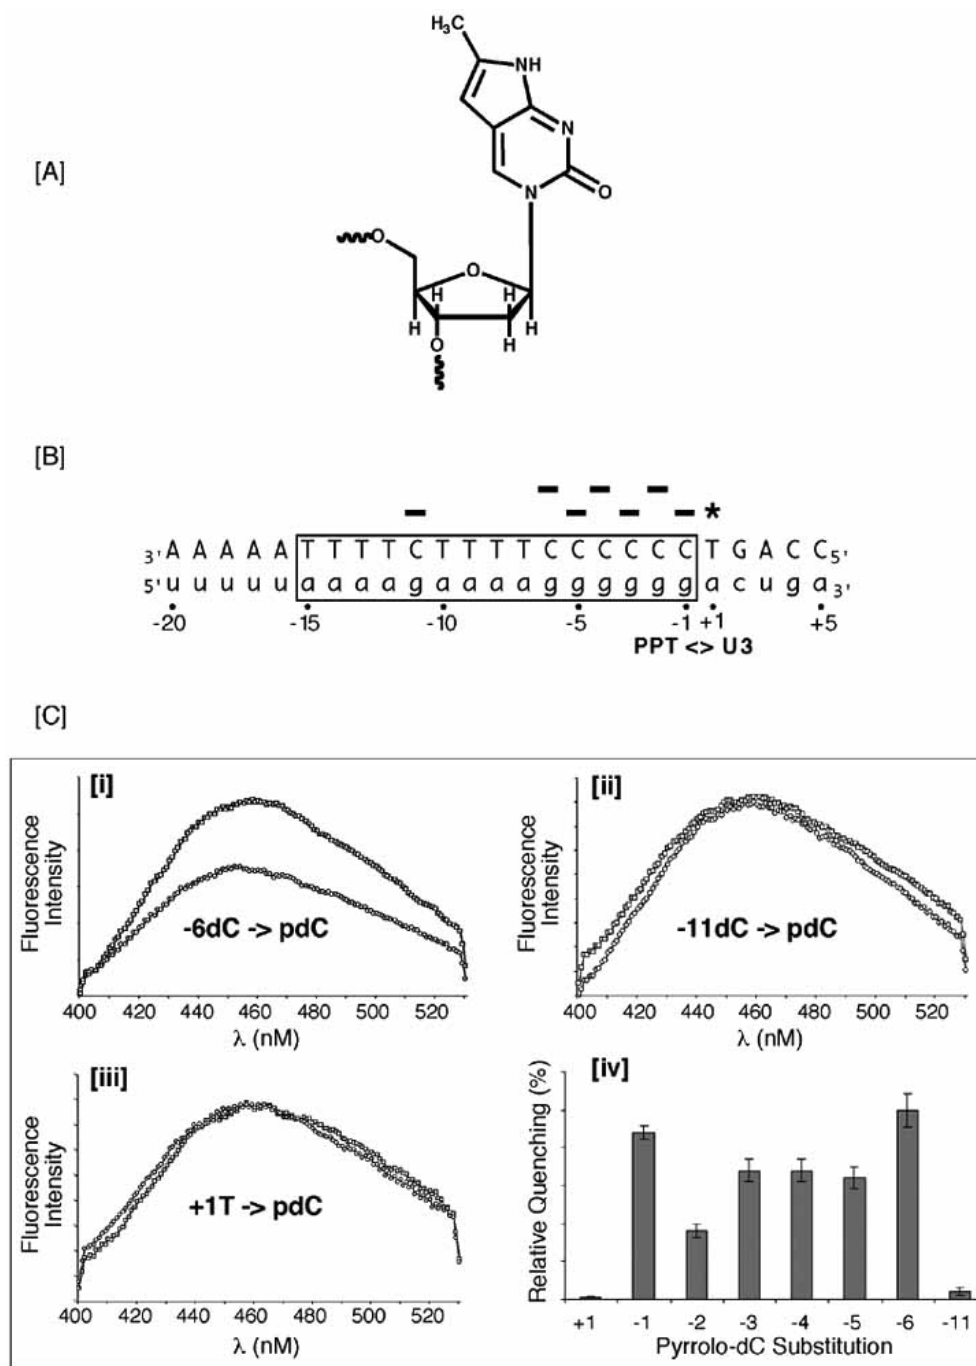 [A]
H₃C
NH
N
N
O
O
O
H
H
H
H
H
O
[B]
*
3' A A A A A T T T T C T T T T C C C C C C T G A C C 5'
5' u u u u u a a a a g a a a a g g g g g g a c u g a 3'
-20 -15 -10 -5 -1 +1 +5
PPT <> U3
[C]
[i]
Fluorescence Intensity
-6dC -> pdC
400 420 440 460 480 500 520
λ (nM)
[ii]
Fluorescence Intensity
-11dC -> pdC
400 420 440 460 480 500 520
λ (nM)
[iii]
Fluorescence Intensity
+1T -> pdC
400 420 440 460 480 500 520
λ (nM)
[iv]
Relative Quenching (%)
+1 -1 -2 -3 -4 -5 -6 -11
Pyrrolo-dC Substitution